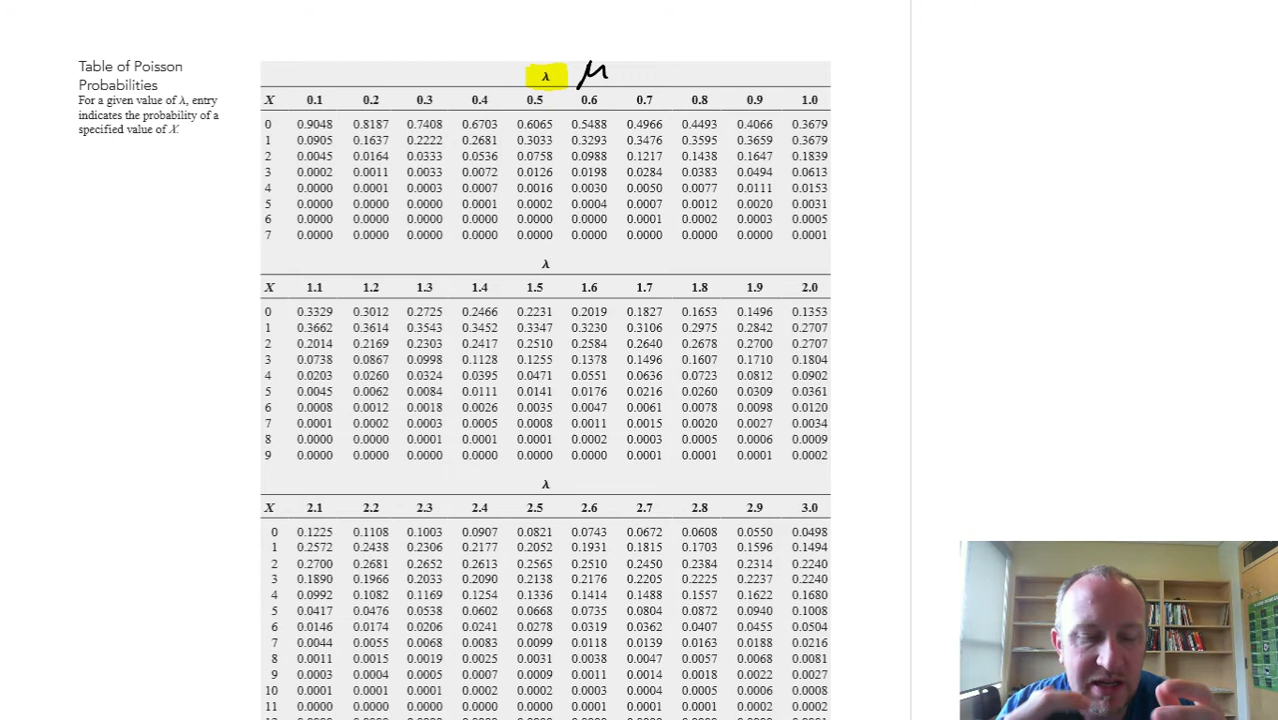 Table of Poisson
Probabilities
For a given value of λ, entry
indicates the probability of a
specified value of X.
λ μ
X 0.1 0.2 0.3 0.4 0.5 0.6 0.7 0.8 0.9 1.0
0 0.9048 0.8187 0.7408 0.6703 0.6065 0.5488 0.4966 0.4493 0.4066 0.3679
1 0.0905 0.1637 0.2222 0.2681 0.3033 0.3293 0.3476 0.3595 0.3659 0.3679
2 0.0045 0.0164 0.0333 0.0536 0.0758 0.0988 0.1217 0.1438 0.1647 0.1839
3 0.0002 0.0011 0.0033 0.0072 0.0126 0.0198 0.0284 0.0383 0.0494 0.0613
4 0.0000 0.0001 0.0003 0.0007 0.0016 0.0030 0.0050 0.0077 0.0111 0.0153
5 0.0000 0.0000 0.0000 0.0001 0.0002 0.0004 0.0007 0.0012 0.0020 0.0031
6 0.0000 0.0000 0.0000 0.0000 0.0000 0.0000 0.0001 0.0002 0.0003 0.0005
7 0.0000 0.0000 0.0000 0.0000 0.0000 0.0000 0.0000 0.0000 0.0000 0.0001
λ
X 1.1 1.2 1.3 1.4 1.5 1.6 1.7 1.8 1.9 2.0
0 0.3329 0.3012 0.2725 0.2466 0.2231 0.2019 0.1827 0.1653 0.1496 0.1353
1 0.3662 0.3614 0.3543 0.3452 0.3347 0.3230 0.3106 0.2975 0.2842 0.2707
2 0.2014 0.2169 0.2303 0.2417 0.2510 0.2584 0.2640 0.2678 0.2700 0.2707
3 0.0738 0.0867 0.0998 0.1128 0.1255 0.1378 0.1496 0.1607 0.1710 0.1804
4 0.0203 0.0260 0.0324 0.0395 0.0471 0.0551 0.0636 0.0723 0.0812 0.0902
5 0.0045 0.0062 0.0084 0.0111 0.0141 0.0176 0.0216 0.0260 0.0309 0.0361
6 0.0008 0.0012 0.0018 0.0026 0.0035 0.0047 0.0061 0.0078 0.0098 0.0120
7 0.0001 0.0002 0.0003 0.0005 0.0008 0.0011 0.0015 0.0020 0.0027 0.0034
8 0.0000 0.0000 0.0001 0.0001 0.0001 0.0002 0.0003 0.0005 0.0006 0.0009
9 0.0000 0.0000 0.0000 0.0000 0.0000 0.0000 0.0001 0.0001 0.0001 0.0002
λ
X 2.1 2.2 2.3 2.4 2.5 2.6 2.7 2.8 2.9 3.0
0 0.1225 0.1108 0.1003 0.0907 0.0821 0.0743 0.0672 0.0608 0.0550 0.0498
1 0.2572 0.2438 0.2306 0.2177 0.2052 0.1931 0.1815 0.1703 0.1596 0.1494
2 0.2700 0.2681 0.2652 0.2613 0.2565 0.2510 0.2450 0.2384 0.2314 0.2240
3 0.1890 0.1966 0.2033 0.2090 0.2138 0.2176 0.2205 0.2225 0.2237 0.2240
4 0.0992 0.1082 0.1169 0.1254 0.1336 0.1414 0.1488 0.1557 0.1622 0.1680
5 0.0417 0.0476 0.0538 0.0602 0.0668 0.0735 0.0804 0.0872 0.0940 0.1008
6 0.0146 0.0174 0.0206 0.0241 0.0278 0.0319 0.0362 0.0407 0.0455 0.0504
7 0.0044 0.0055 0.0068 0.0083 0.0099 0.0118 0.0139 0.0163 0.0188 0.0216
8 0.0011 0.0015 0.0019 0.0025 0.0031 0.0038 0.0047 0.0057 0.0068 0.0081
9 0.0003 0.0004 0.0005 0.0007 0.0009 0.0011 0.0014 0.0018 0.0022 0.0027
10 0.0001 0.0001 0.0001 0.0002 0.0002 0.0003 0.0004 0.0005 0.0006 0.0008
11 0.0000 0.0000 0.0000 0.0000 0.0000 0.0001 0.0001 0.0001 0.0002 0.0002